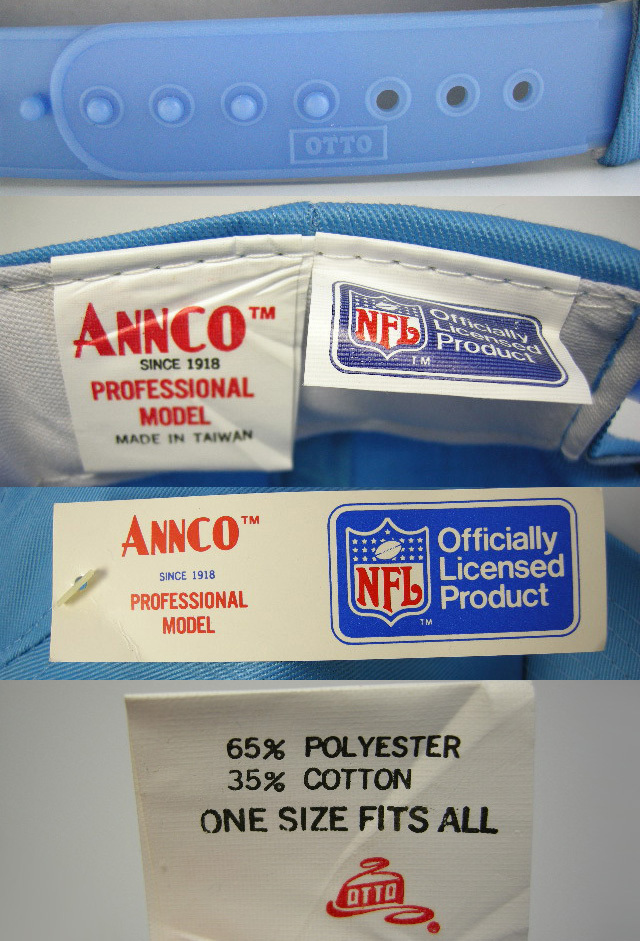 OTTO
ANNCO™
SINCE 1918
PROFESSIONAL
MODEL
MADE IN TAIWAN
NFL
Officially
Licensed
Product
TM
ANNCO™
SINCE 1918
PROFESSIONAL
MODEL
NFL
Officially
Licensed
Product
TM
65% POLYESTER
35% COTTON
ONE SIZE FITS ALL
OTTO
®